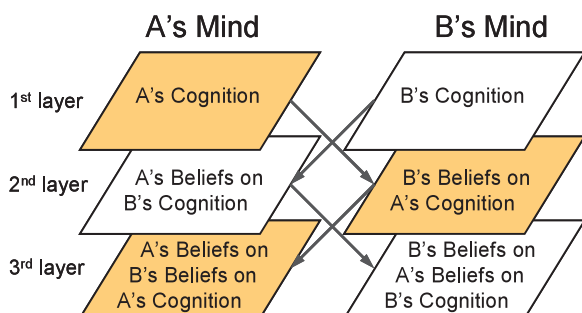 A's Mind B's Mind
1st layer A's Cognition B's Cognition
2nd layer
A's Beliefs on
B's Cognition
B's Beliefs on
A's Cognition
3rd layer
A's Beliefs on
B's Beliefs on
A's Cognition
B's Beliefs on
A's Beliefs on
B's Cognition